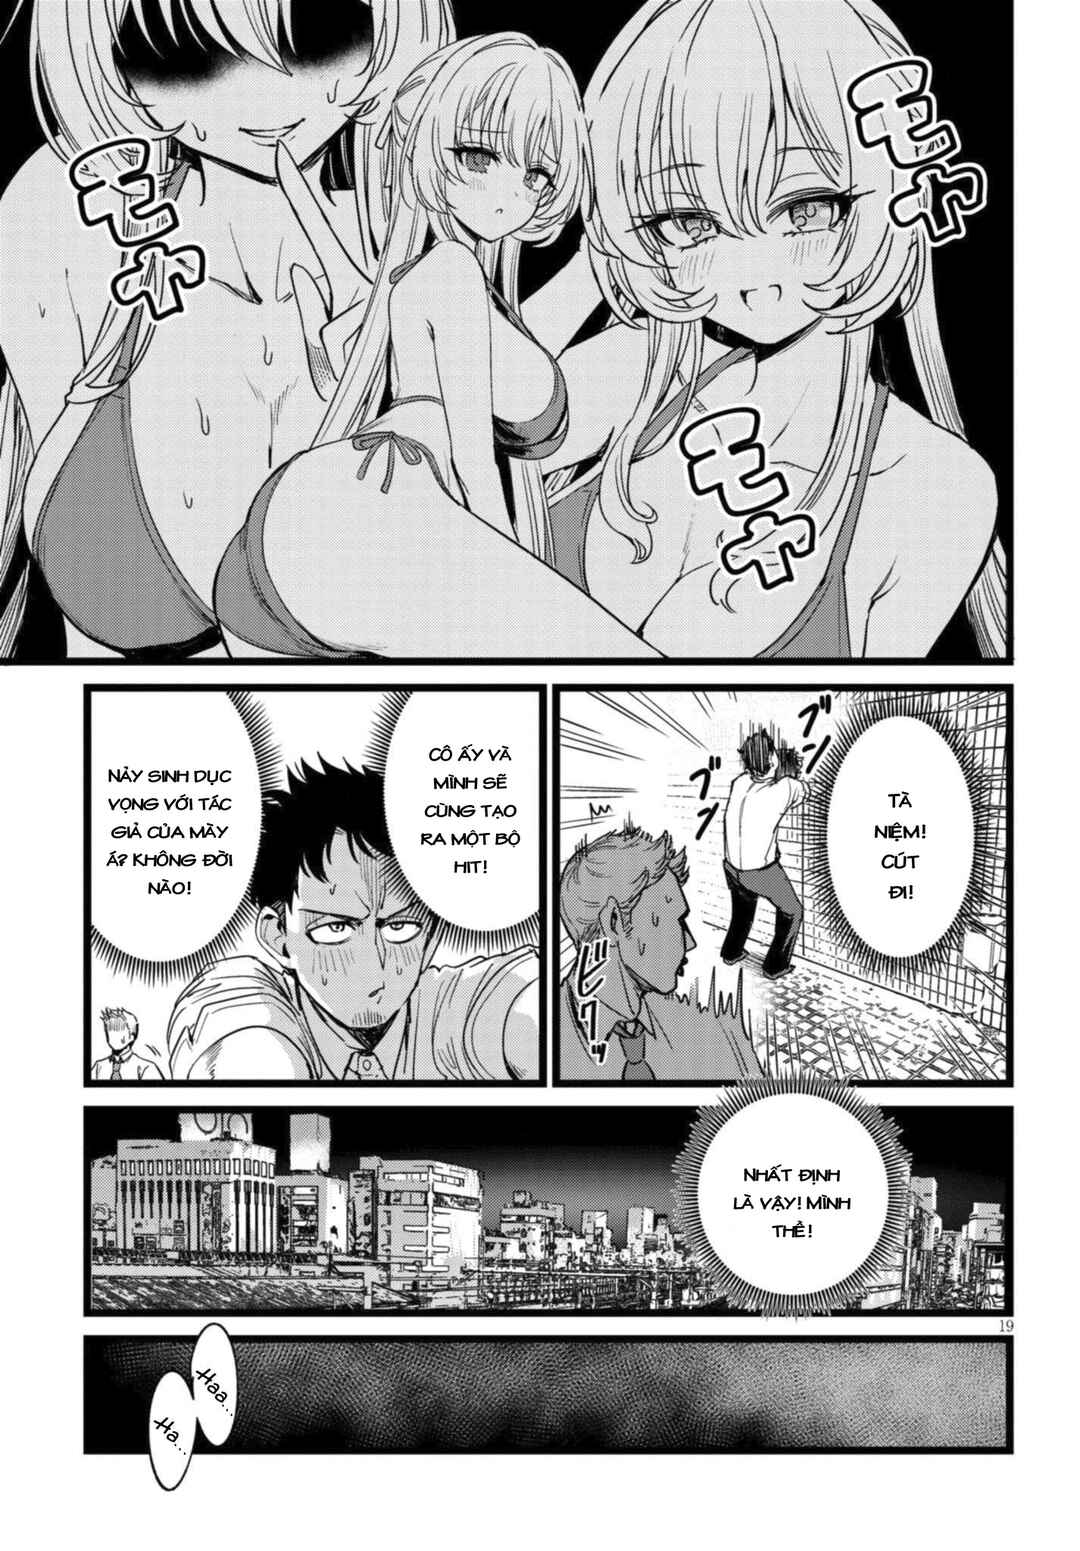 モヤ
モヤ
モヤ
ブン
ブン
TÀ
NIỆM!
CÚT
ĐI!
ビクッ
CÔ ẤY VÀ
MÌNH SẼ
CÙNG TẠO
RA MỘT BỘ
HIT!
NẢY SINH DỤC
VỌNG VỚI TÁC
GIẢ CỦA MÀY
Á? KHÔNG ĐỜI
NÀO!
NHẤT ĐỊNH
LÀ VẬY! MÌNH
THỀ!
19
Haa...
Ha...